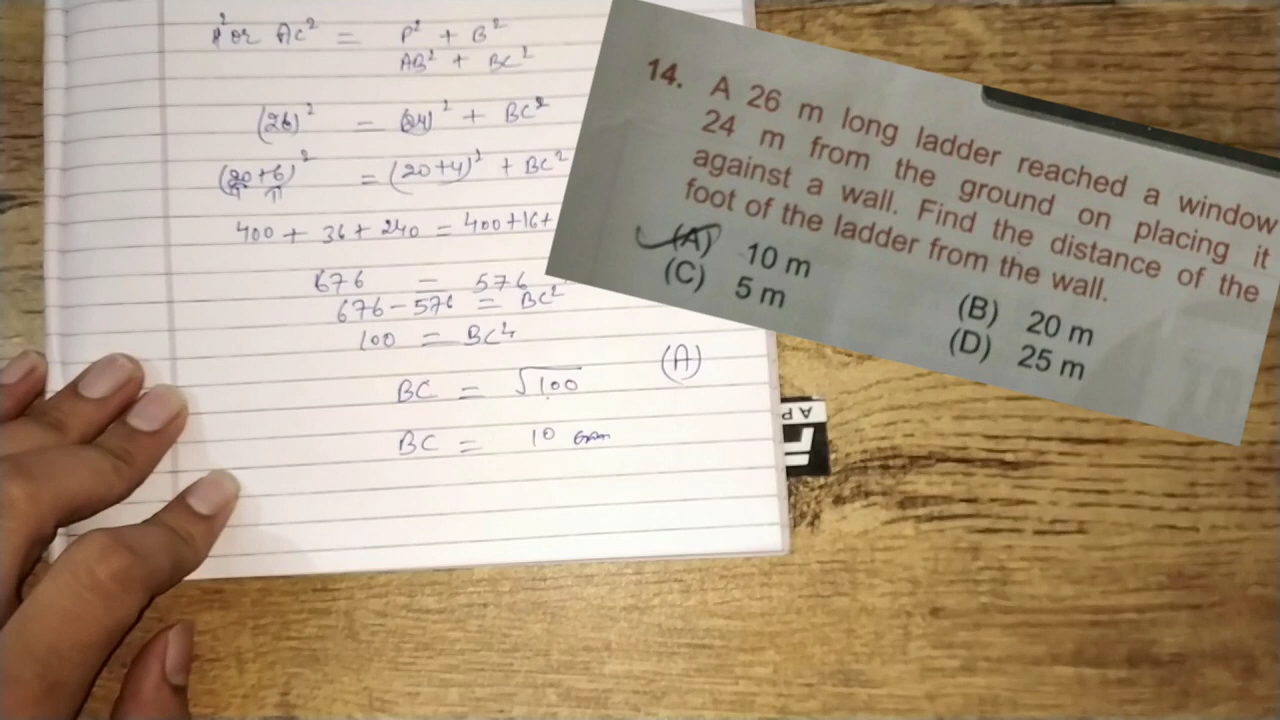 H² or AC² = P² + B²
AB² + BC²
(26)² = (24)² + BC²
(20+6)² = (20+4)² + BC²
400 + 36 + 240 = 400+16+
676 = 576
676 - 576 = BC²
100 = BC²
(A)
BC = √100
BC = 10
14. A 26 m long ladder reached a window
24 m from the ground on placing it
against a wall. Find the distance of the
foot of the ladder from the wall.
(A) 10 m
(B) 20 m
(C) 5 m
(D) 25 m
AP